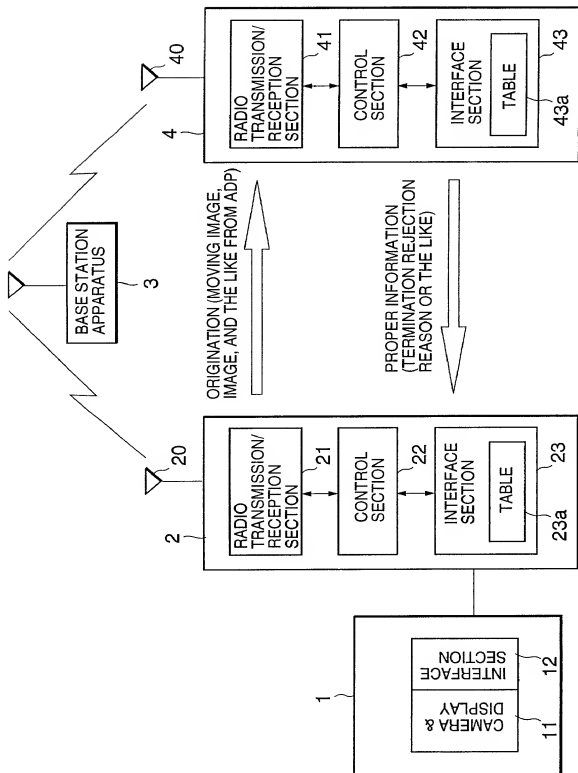 BASE STATION
APPARATUS
3
20
40
2
RADIO
TRANSMISSION/
RECEPTION
SECTION
21
CONTROL
SECTION
22
INTERFACE
SECTION
23
TABLE
23a
ORIGINATION (MOVING IMAGE,
IMAGE, AND THE LIKE FROM ADP)
PROPER INFORMATION
(TERMINATION REJECTION
REASON OR THE LIKE)
4
RADIO
TRANSMISSION/
RECEPTION
SECTION
41
CONTROL
SECTION
42
INTERFACE
SECTION
43
TABLE
43a
1
CAMERA &
DISPLAY
11
INTERFACE
SECTION
12